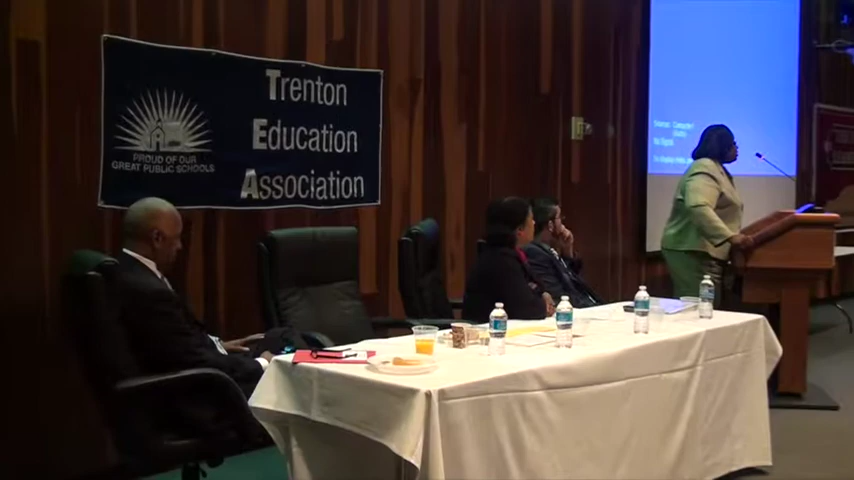 Trenton
Education
Association
PROUD OF OUR
GREAT PUBLIC SCHOOLS